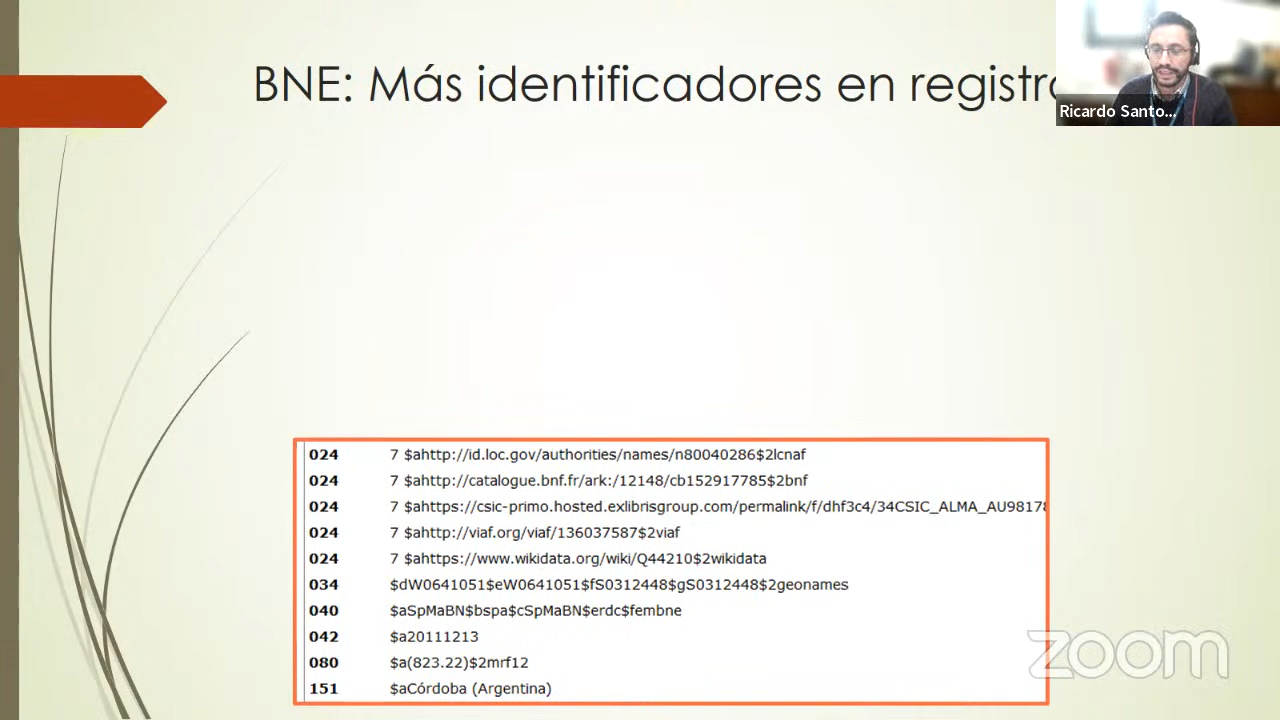 BNE: Más identificadores en registro
Ricardo Santo...
024 7 $ahttp://id.loc.gov/authorities/names/n80040286$2lcnaf
024 7 $ahttp://catalogue.bnf.fr/ark:/12148/cb152917785$2bnf
024 7 $ahttps://csic-primo.hosted.exlibrisgroup.com/permalink/f/dhf3c4/34CSIC_ALMA_AU98178
024 7 $ahttp://viaf.org/viaf/136037587$2viaf
024 7 $ahttps://www.wikidata.org/wiki/Q44210$2wikidata
034 $dW0641051$eW0641051$fS0312448$gS0312448$2geonames
040 $aSpMaBN$bspa$cSpMaBN$erdc$fembne
042 $a20111213
080 $a(823.22)$2mrf12
151 $aCórdoba (Argentina)
zoom